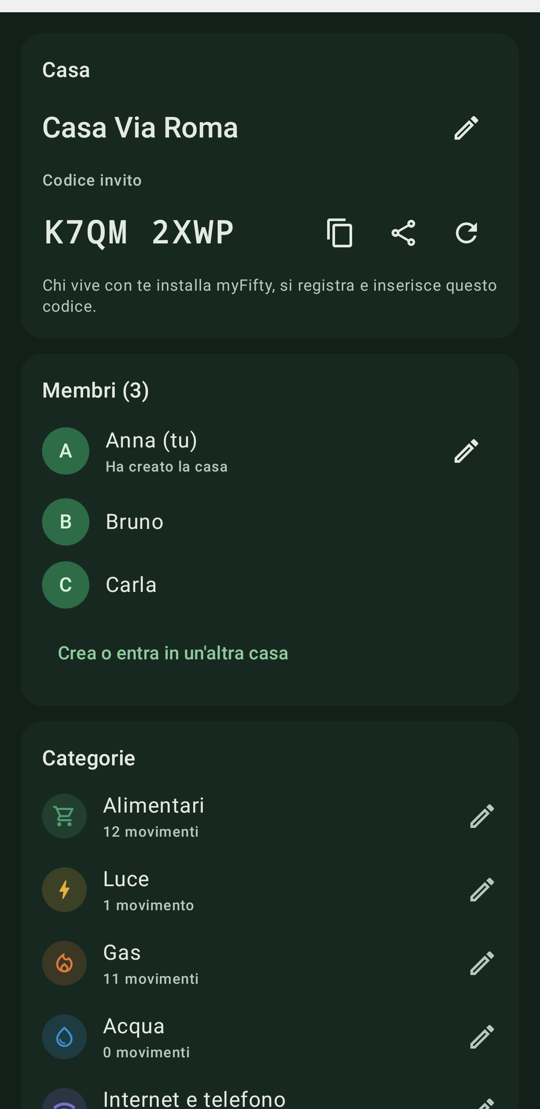 Casa
Casa Via Roma
Codice invito
K7QM 2XWP
Chi vive con te installa myFifty, si registra e inserisce questo
codice.
Membri (3)
A
Anna (tu)
Ha creato la casa
B
Bruno
C
Carla
Crea o entra in un'altra casa
Categorie
Alimentari
12 movimenti
Luce
1 movimento
Gas
11 movimenti
Acqua
0 movimenti
Internet e telefono